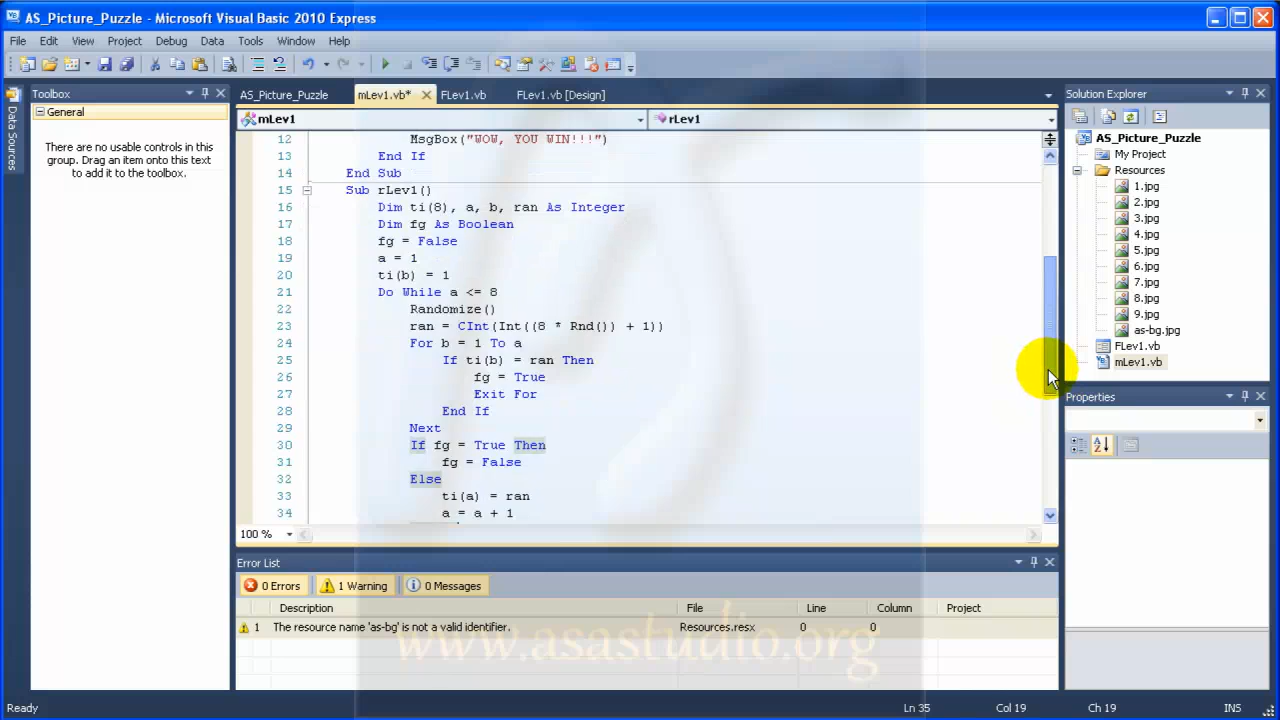 AS_Picture_Puzzle - Microsoft Visual Basic 2010 Express
File Edit View Project Debug Data Tools Window Help
Toolbox
General
There are no usable controls in this
group. Drag an item onto this text
to add it to the toolbox.
Data Sources
AS_Picture_Puzzle mLev1.vb* FLev1.vb FLev1.vb [Design]
mLev1 rLev1
12 MsgBox("WOW, YOU WIN!!!")
13 End If
14 End Sub
15 Sub rLev1()
16 Dim ti(8), a, b, ran As Integer
17 Dim fg As Boolean
18 fg = False
19 a = 1
20 ti(b) = 1
21 Do While a <= 8
22 Randomize()
23 ran = CInt(Int((8 * Rnd()) + 1))
24 For b = 1 To a
25 If ti(b) = ran Then
26 fg = True
27 Exit For
28 End If
29 Next
30 If fg = True Then
31 fg = False
32 Else
33 ti(a) = ran
34 a = a + 1
100 %
Solution Explorer
AS_Picture_Puzzle
My Project
Resources
1.jpg
2.jpg
3.jpg
4.jpg
5.jpg
6.jpg
7.jpg
8.jpg
9.jpg
as-bg.jpg
FLev1.vb
mLev1.vb
Properties
Error List
0 Errors 1 Warning 0 Messages
Description File Line Column Project
1 The resource name 'as-bg' is not a valid identifier. Resources.resx 0 0
www.asastudio.org
Ready Ln 35 Col 19 Ch 19 INS